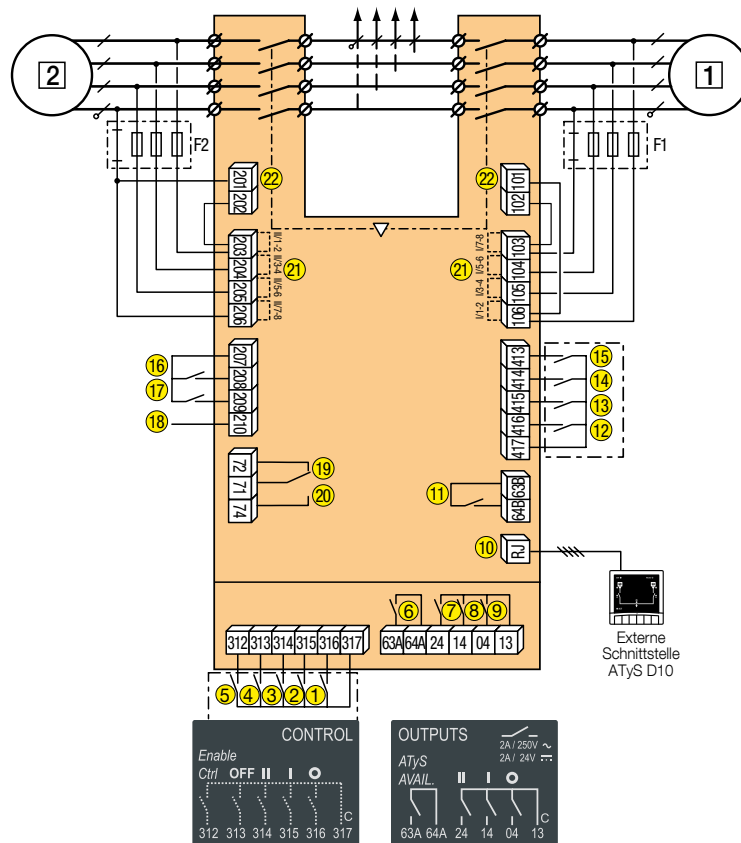 2
1
F2
F1
201
22
22
101
202
102
203
II/1-2
I/7-8
103
204
II/3-4
21
21
I/5-6
104
205
II/5-6
I/3-4
105
206
II/7-8
I/1-2
106
16
207
413
15
17
208
414
14
209
415
13
18
210
416
12
417
72
19
71
11
63B
74
20
64B
10
RJ
6
7
8
9
312 313 314 315 316 317
63A 64A 24 14 04 13
Externe
Schnittstelle
ATyS D10
5 4 3 2 1
CONTROL
Enable
Ctrl OFF II I O
C
312 313 314 315 316 317
OUTPUTS
2A / 250V ~
2A / 24V ⎓
ATyS
AVAIL. II I O
C
63A 64A 24 14 04 13